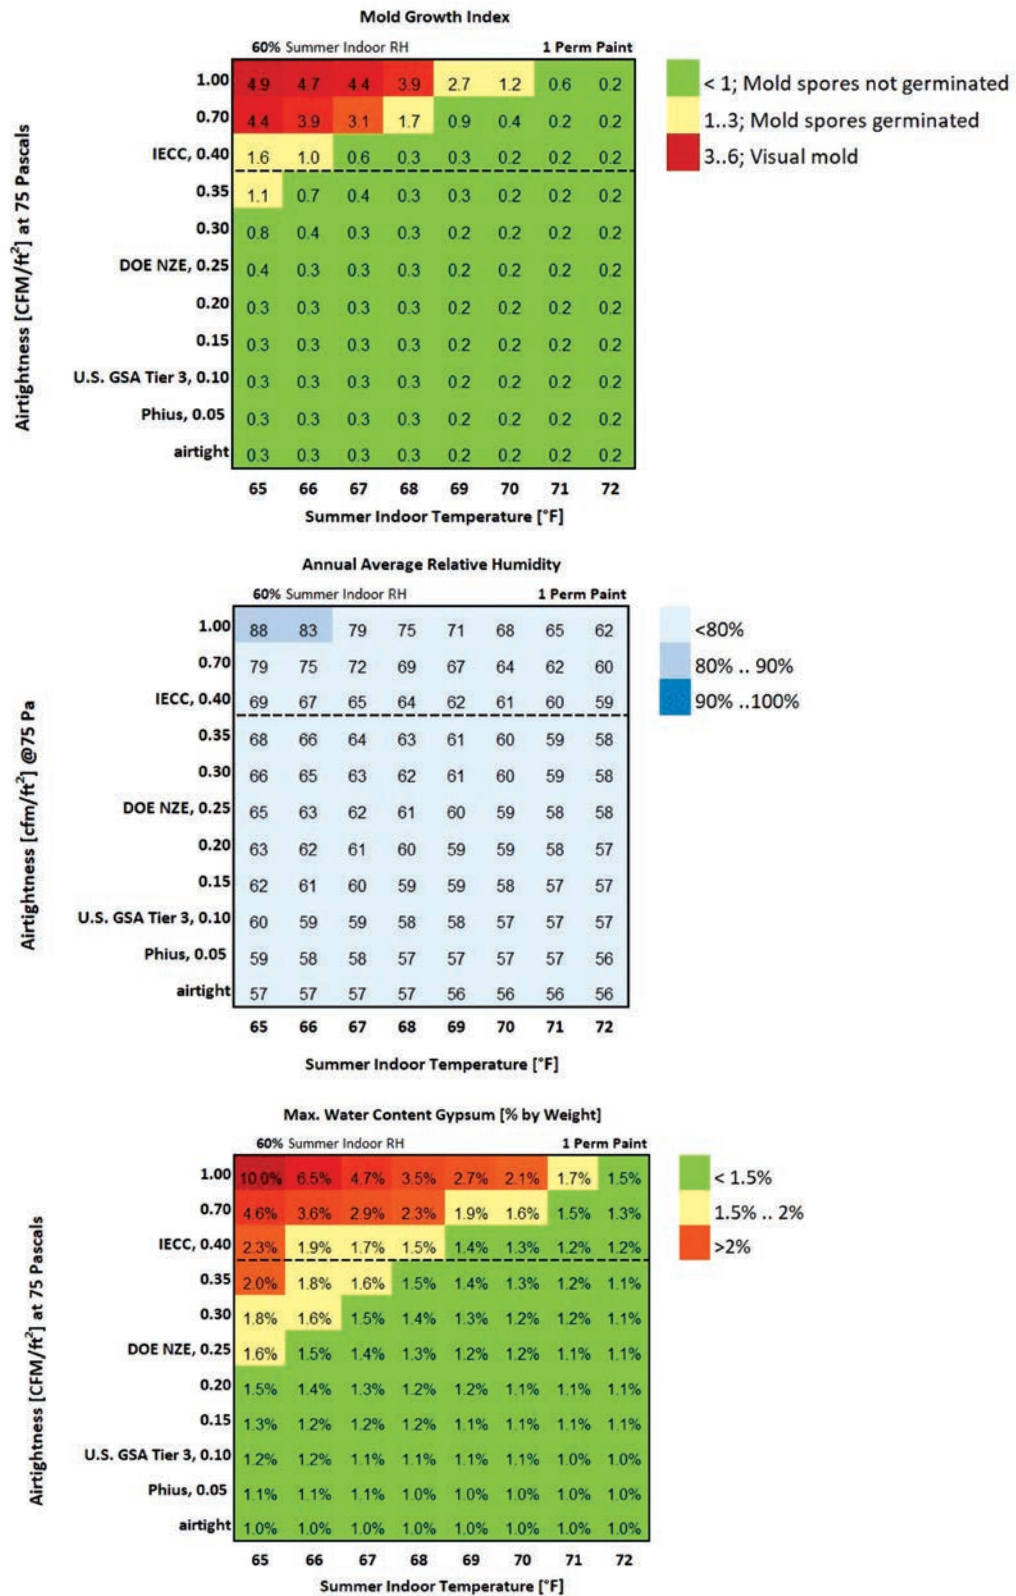 Mold Growth Index
60% Summer Indoor RH 1 Perm Paint
1.00 4.9 4.7 4.4 3.9 2.7 1.2 0.6 0.2
0.70 4.4 3.9 3.1 1.7 0.9 0.4 0.2 0.2
IECC, 0.40 1.6 1.0 0.6 0.3 0.3 0.2 0.2 0.2
0.35 1.1 0.7 0.4 0.3 0.3 0.2 0.2 0.2
0.30 0.8 0.4 0.3 0.3 0.2 0.2 0.2 0.2
DOE NZE, 0.25 0.4 0.3 0.3 0.3 0.2 0.2 0.2 0.2
0.20 0.3 0.3 0.3 0.3 0.2 0.2 0.2 0.2
0.15 0.3 0.3 0.3 0.3 0.2 0.2 0.2 0.2
U.S. GSA Tier 3, 0.10 0.3 0.3 0.3 0.3 0.2 0.2 0.2 0.2
Phius, 0.05 0.3 0.3 0.3 0.3 0.2 0.2 0.2 0.2
airtight 0.3 0.3 0.3 0.3 0.2 0.2 0.2 0.2
65 66 67 68 69 70 71 72
Summer Indoor Temperature [°F]
Airtightness [CFM/ft²] at 75 Pascals
< 1; Mold spores not germinated
1..3; Mold spores germinated
3..6; Visual mold
Annual Average Relative Humidity
60% Summer Indoor RH 1 Perm Paint
1.00 88 83 79 75 71 68 65 62
0.70 79 75 72 69 67 64 62 60
IECC, 0.40 69 67 65 64 62 61 60 59
0.35 68 66 64 63 61 60 59 58
0.30 66 65 63 62 61 60 59 58
DOE NZE, 0.25 65 63 62 61 60 59 58 58
0.20 63 62 61 60 59 59 58 57
0.15 62 61 60 59 59 58 57 57
U.S. GSA Tier 3, 0.10 60 59 59 58 58 57 57 57
Phius, 0.05 59 58 58 57 57 57 57 56
airtight 57 57 57 57 56 56 56 56
65 66 67 68 69 70 71 72
Summer Indoor Temperature [°F]
Airtightness [cfm/ft²] @75 Pa
<80%
80% .. 90%
90% ..100%
Max. Water Content Gypsum [% by Weight]
60% Summer Indoor RH 1 Perm Paint
1.00 10.0% 6.5% 4.7% 3.5% 2.7% 2.1% 1.7% 1.5%
0.70 4.6% 3.6% 2.9% 2.3% 1.9% 1.6% 1.5% 1.3%
IECC, 0.40 2.3% 1.9% 1.7% 1.5% 1.4% 1.3% 1.2% 1.2%
0.35 2.0% 1.8% 1.6% 1.5% 1.4% 1.3% 1.2% 1.1%
0.30 1.8% 1.6% 1.5% 1.4% 1.3% 1.2% 1.2% 1.1%
DOE NZE, 0.25 1.6% 1.5% 1.4% 1.3% 1.2% 1.2% 1.1% 1.1%
0.20 1.5% 1.4% 1.3% 1.2% 1.2% 1.1% 1.1% 1.1%
0.15 1.3% 1.2% 1.2% 1.2% 1.1% 1.1% 1.1% 1.1%
U.S. GSA Tier 3, 0.10 1.2% 1.2% 1.1% 1.1% 1.1% 1.1% 1.0% 1.0%
Phius, 0.05 1.1% 1.1% 1.1% 1.0% 1.0% 1.0% 1.0% 1.0%
airtight 1.0% 1.0% 1.0% 1.0% 1.0% 1.0% 1.0% 1.0%
65 66 67 68 69 70 71 72
Summer Indoor Temperature [°F]
Airtightness [CFM/ft²] at 75 Pascals
< 1.5%
1.5% .. 2%
>2%